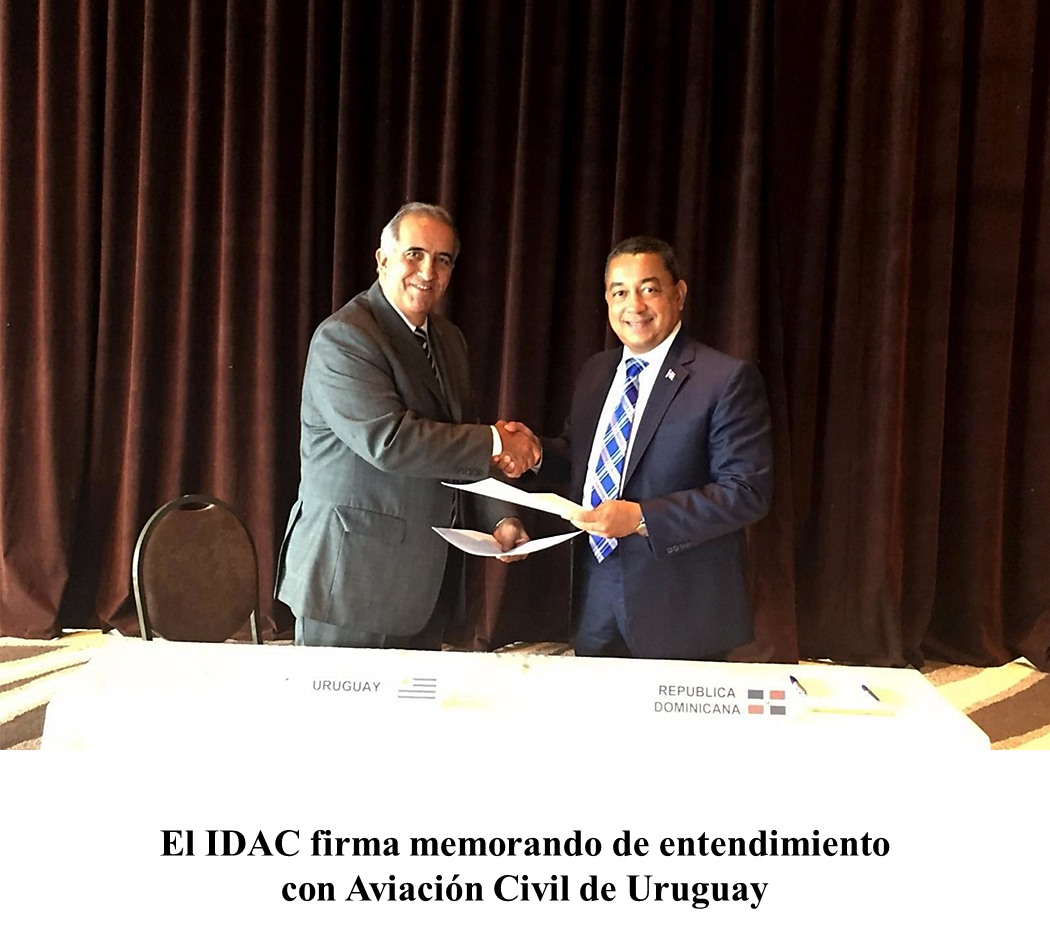 URUGUAY
REPUBLICA
DOMINICANA
El IDAC firma memorando de entendimiento
con Aviación Civil de Uruguay